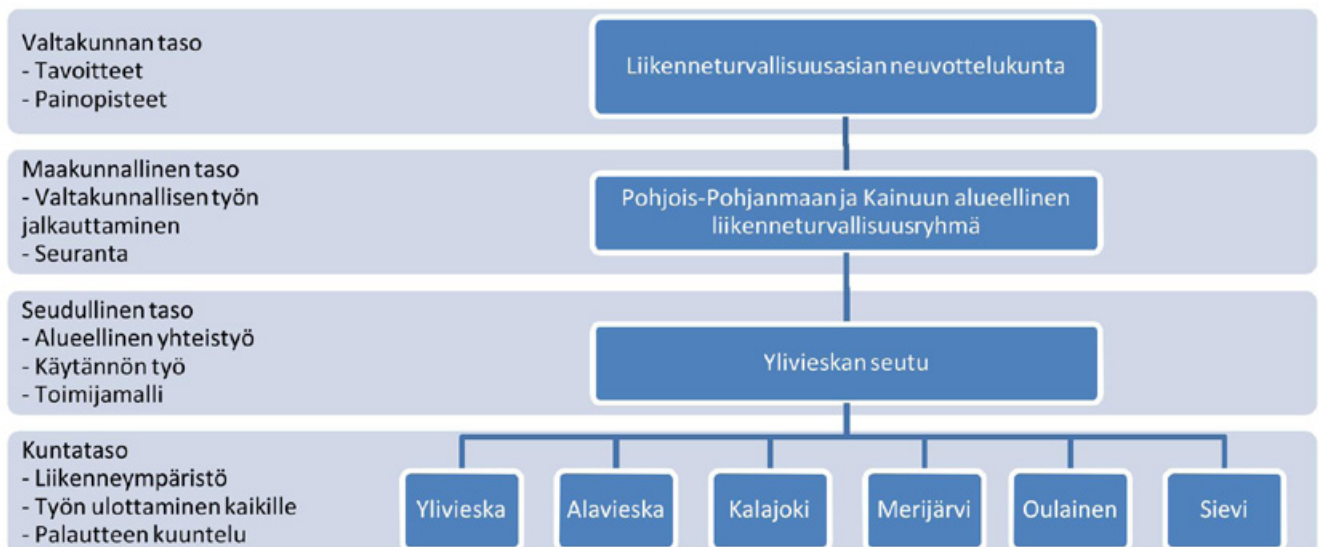 Valtakunnan taso
- Tavoitteet
- Painopisteet
Liikenneturvallisuusasian neuvottelukunta
Maakunnallinen taso
- Valtakunnallisen työn
jalkauttaminen
- Seuranta
Pohjois-Pohjanmaan ja Kainuun alueellinen
liikenneturvallisuusryhmä
Seudullinen taso
- Alueellinen yhteistyö
- Käytännön työ
- Toimijamalli
Ylivieskan seutu
Kuntataso
- Liikenneympäristö
- Työn ulottaminen kaikille
- Palautteen kuuntelu
Ylivieska
Alavieska
Kalajoki
Merijärvi
Oulainen
Sievi